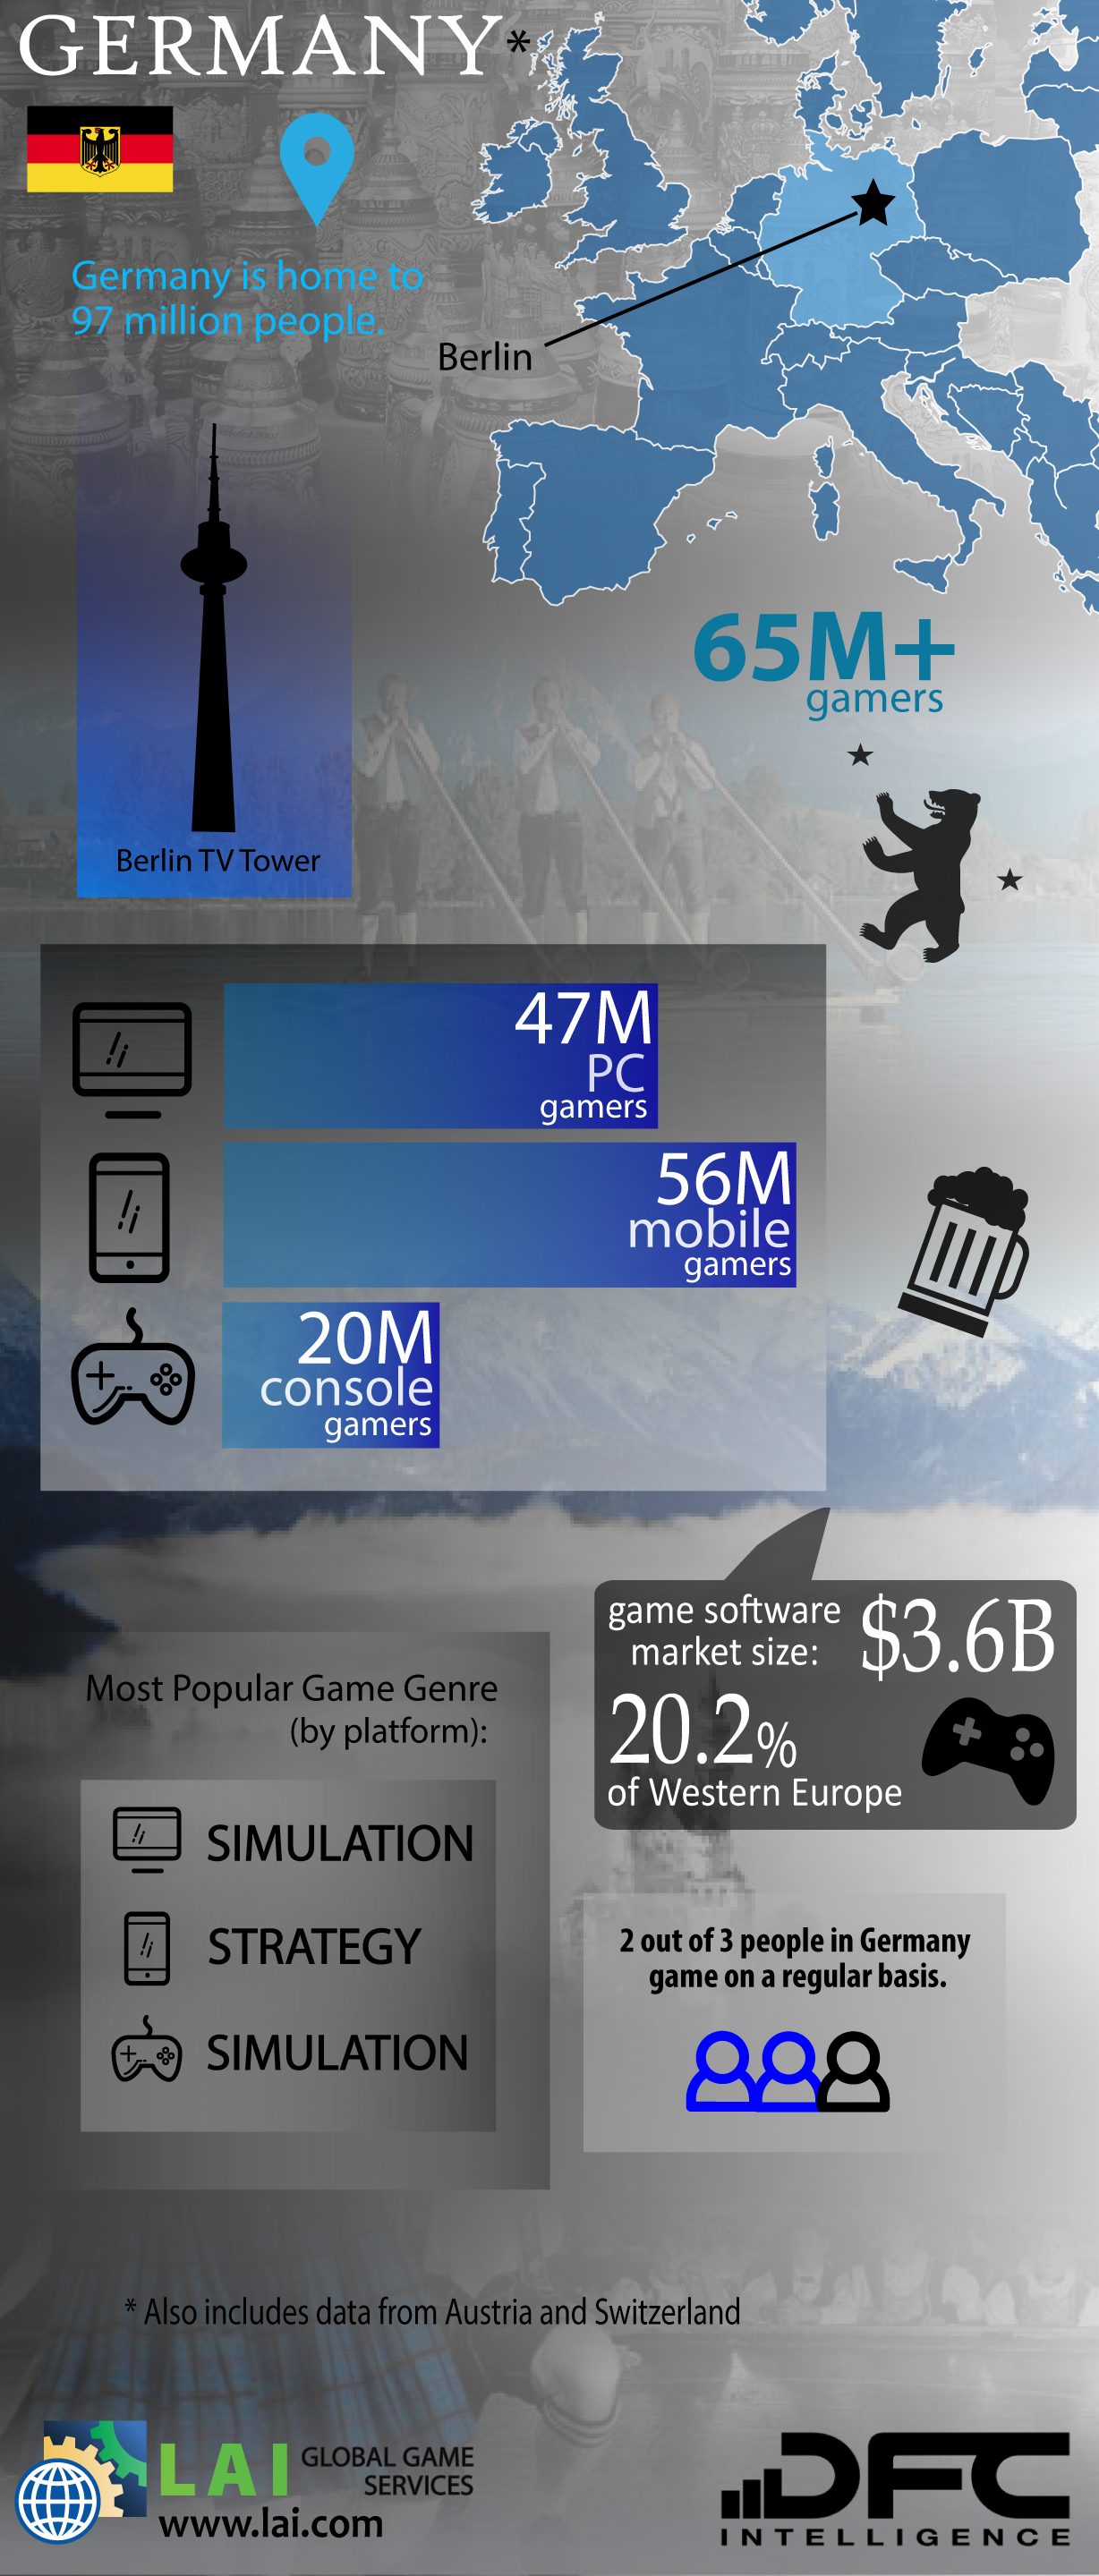 GERMANY*
Germany is home to
97 million people.
Berlin
65M+
gamers
Berlin TV Tower
47M
PC
gamers
56M
mobile
gamers
20M
console
gamers
game software
market size:
$3.6B
20.2%
of Western Europe
Most Popular Game Genre
(by platform):
SIMULATION
STRATEGY
SIMULATION
2 out of 3 people in Germany
game on a regular basis.
* Also includes data from Austria and Switzerland
LAI
GLOBAL GAME
SERVICES
www.lai.com
DFC
INTELLIGENCE